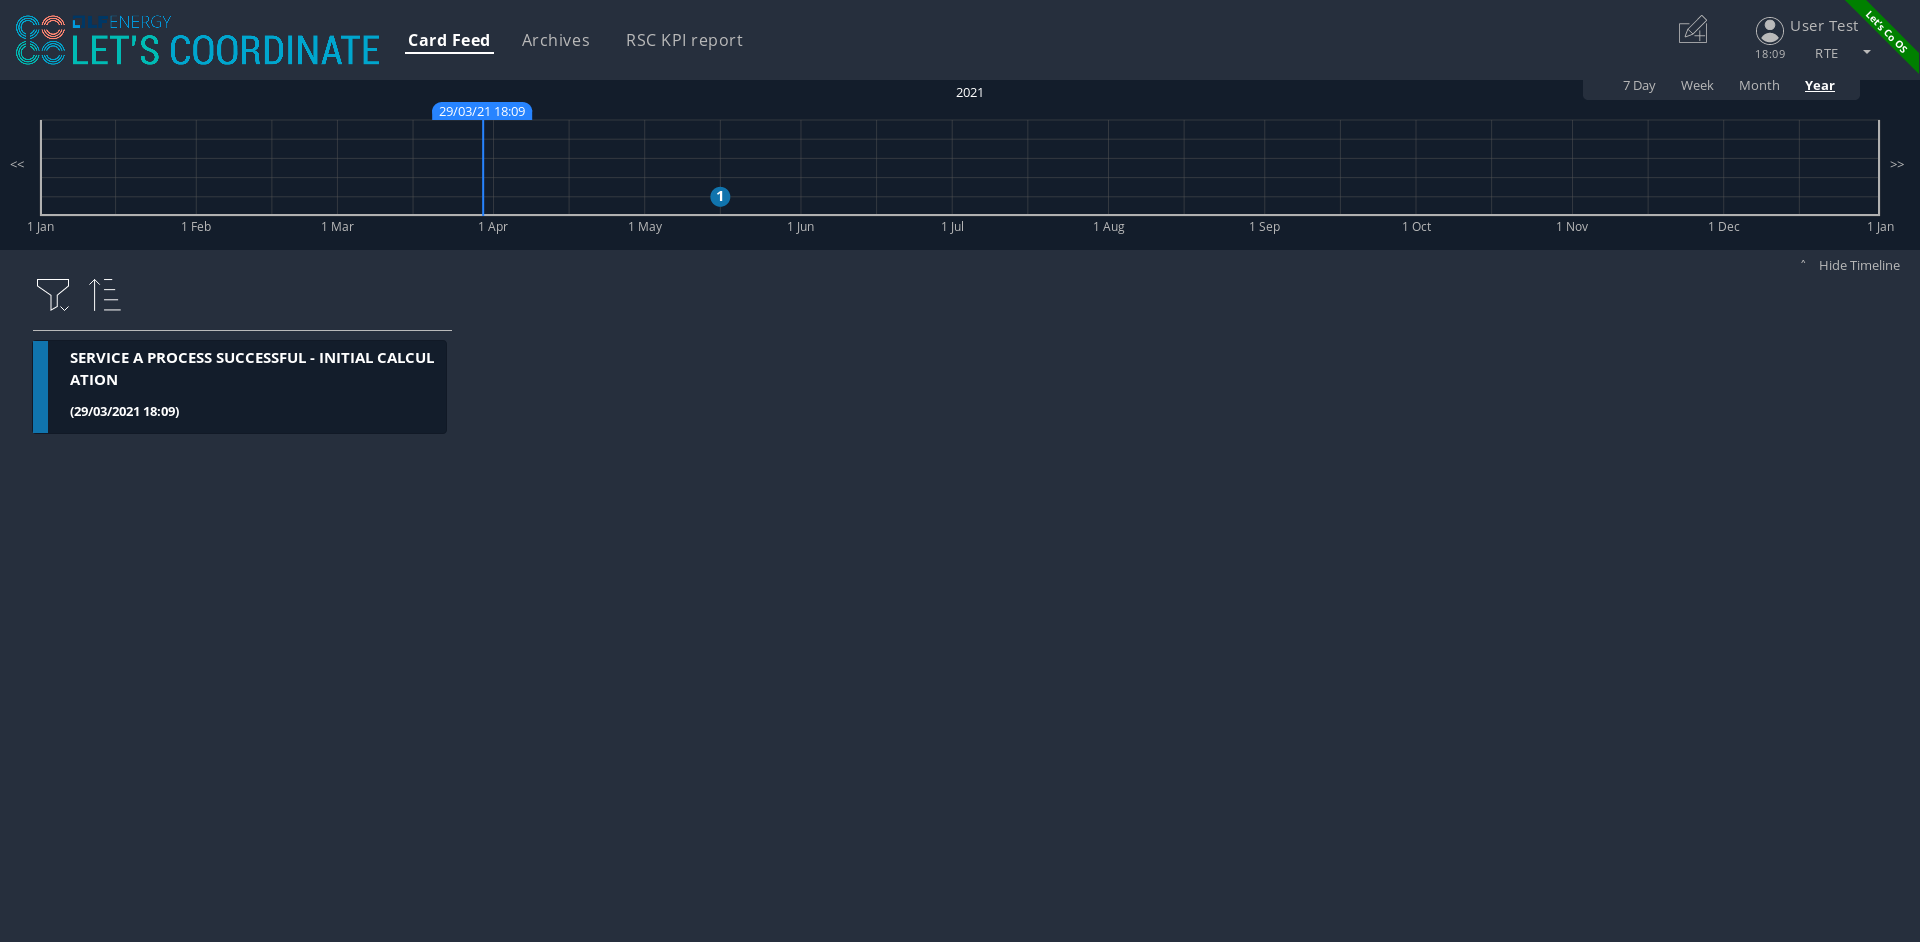 ENERGY
LET'S COORDINATE
Card Feed
Archives
RSC KPI report
User Test
18:09
RTE
Let's Co OS
7 Day
Week
Month
Year
2021
29/03/21 18:09
<<
>>
1
1 Jan
1 Feb
1 Mar
1 Apr
1 May
1 Jun
1 Jul
1 Aug
1 Sep
1 Oct
1 Nov
1 Dec
1 Jan
Hide Timeline
SERVICE A PROCESS SUCCESSFUL - INITIAL CALCUL
ATION
(29/03/2021 18:09)